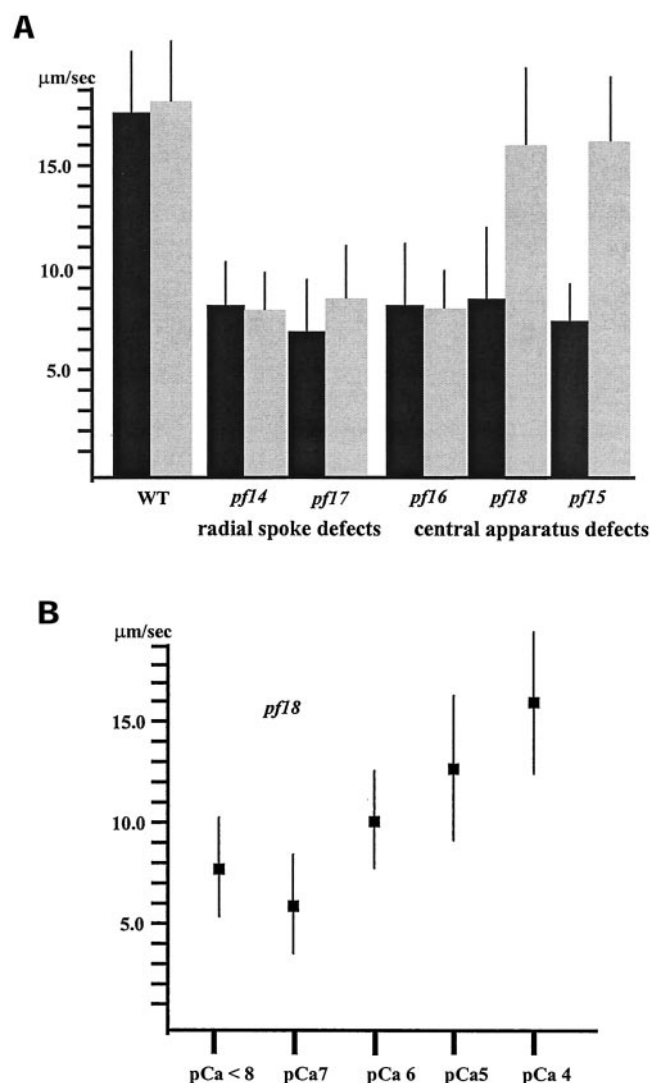 A
μm/sec
15.0
10.0
5.0
WT pf14 pf17 pf16 pf18 pf15
radial spoke defects central apparatus defects
B
μm/sec
pf18
15.0
10.0
5.0
pCa < 8 pCa7 pCa 6 pCa5 pCa 4